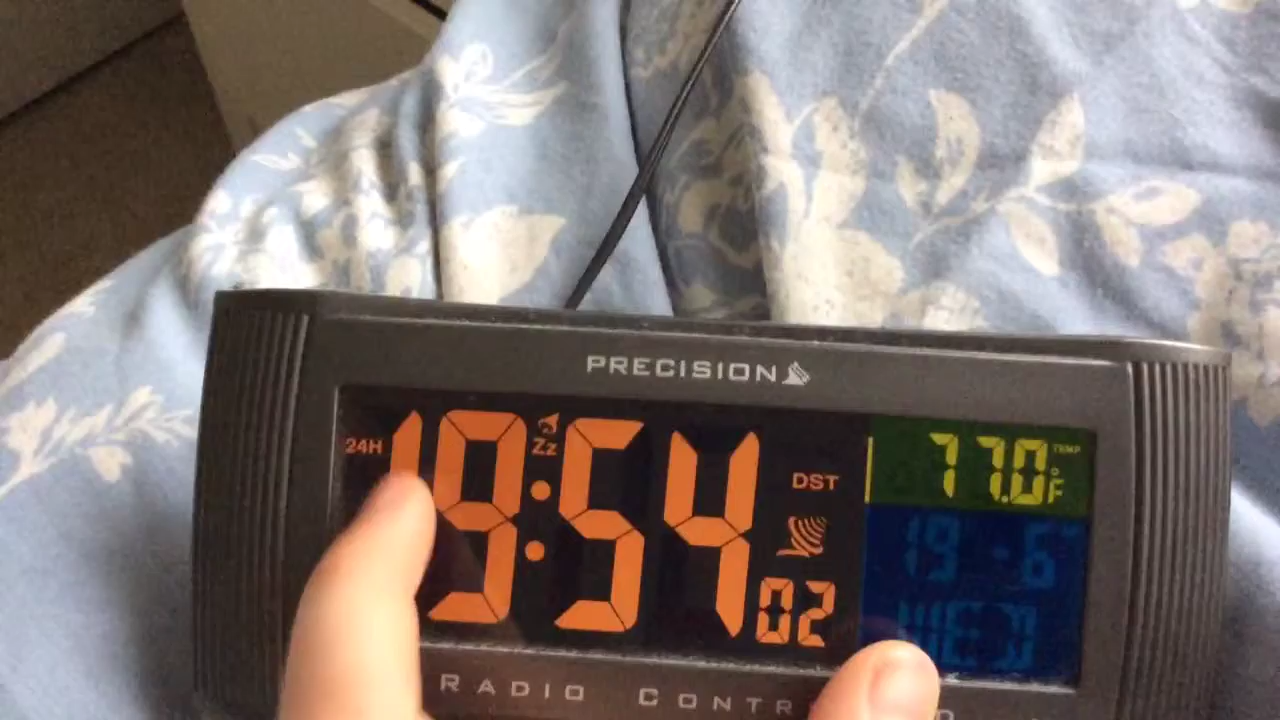 PRECISION
24H 19:54 02 Zz DST
77.0 °F TEMP
19 -6
WED
RADIO CONTR